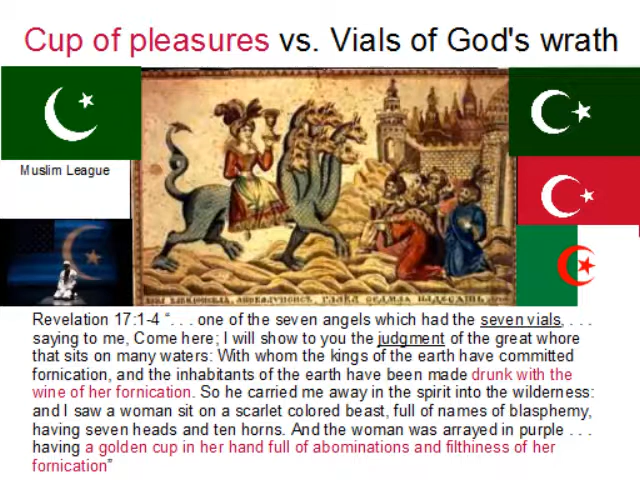 Cup of pleasures vs. Vials of God's wrath
Muslim League
Revelation 17:1-4 “. . . one of the seven angels which had the seven vials, . . .
saying to me, Come here; I will show to you the judgment of the great whore
that sits on many waters: With whom the kings of the earth have committed
fornication, and the inhabitants of the earth have been made drunk with the
wine of her fornication. So he carried me away in the spirit into the wilderness:
and I saw a woman sit on a scarlet colored beast, full of names of blasphemy,
having seven heads and ten horns. And the woman was arrayed in purple . . .
having a golden cup in her hand full of abominations and filthiness of her
fornication”